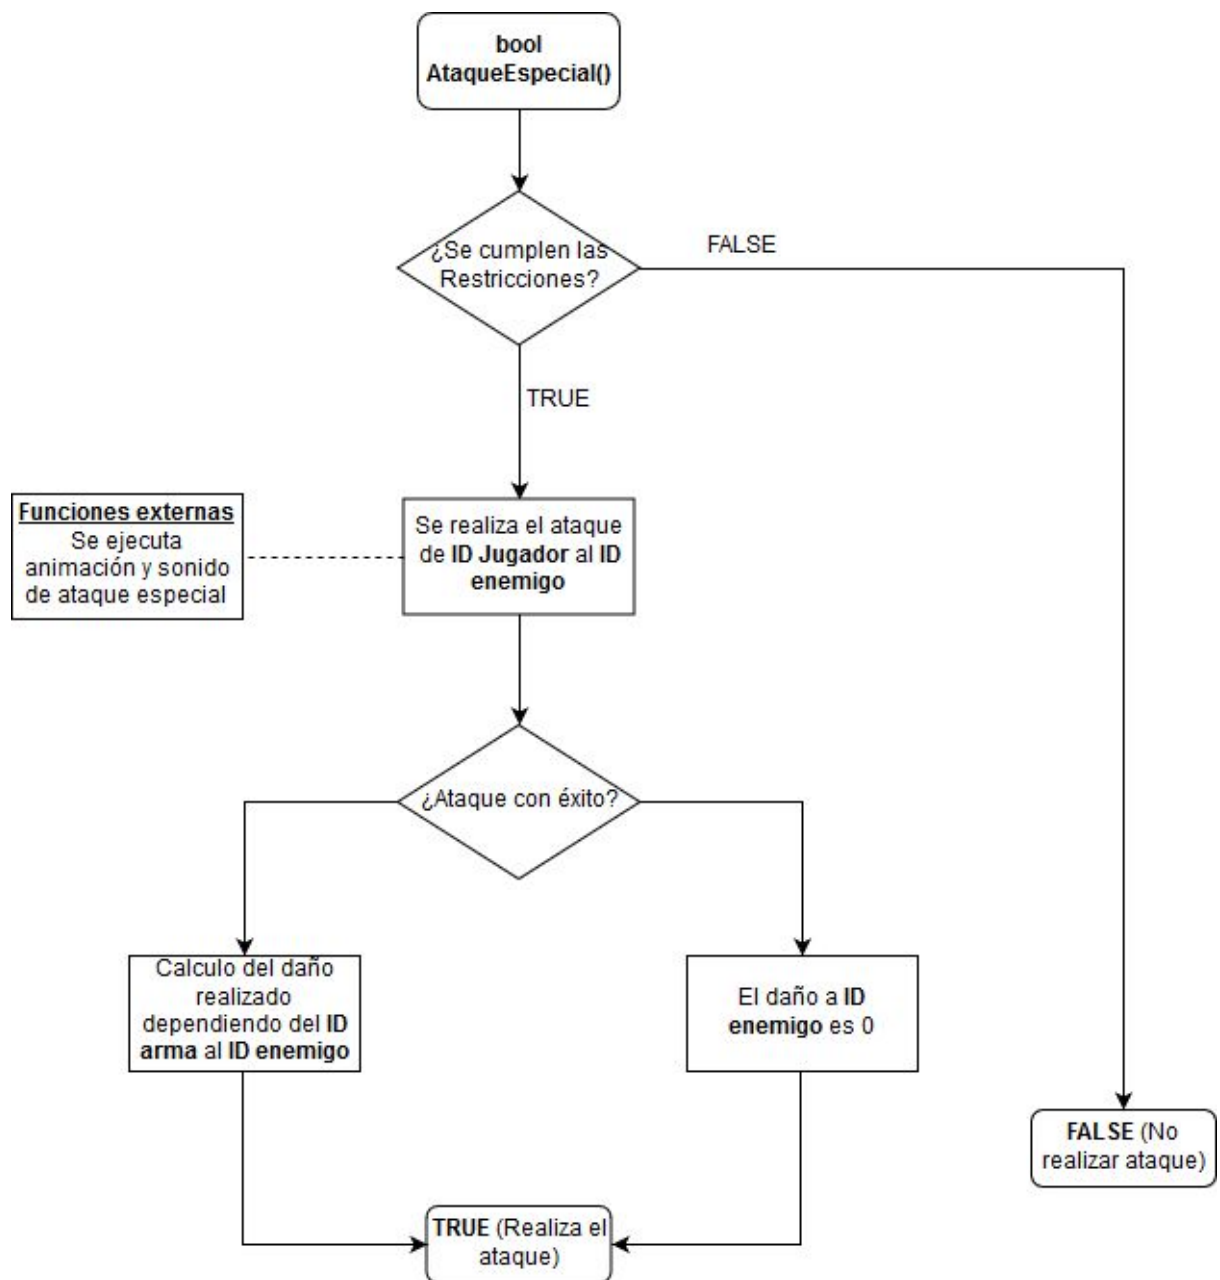 bool
AtaqueEspecial()
¿Se cumplen las
Restricciones?
FALSE
TRUE
Funciones externas
Se ejecuta
animación y sonido
de ataque especial
Se realiza el ataque
de ID Jugador al ID
enemigo
¿Ataque con éxito?
Calculo del daño
realizado
dependiendo del ID
arma al ID enemigo
El daño a ID
enemigo es 0
FALSE (No
realizar ataque)
TRUE (Realiza el
ataque)